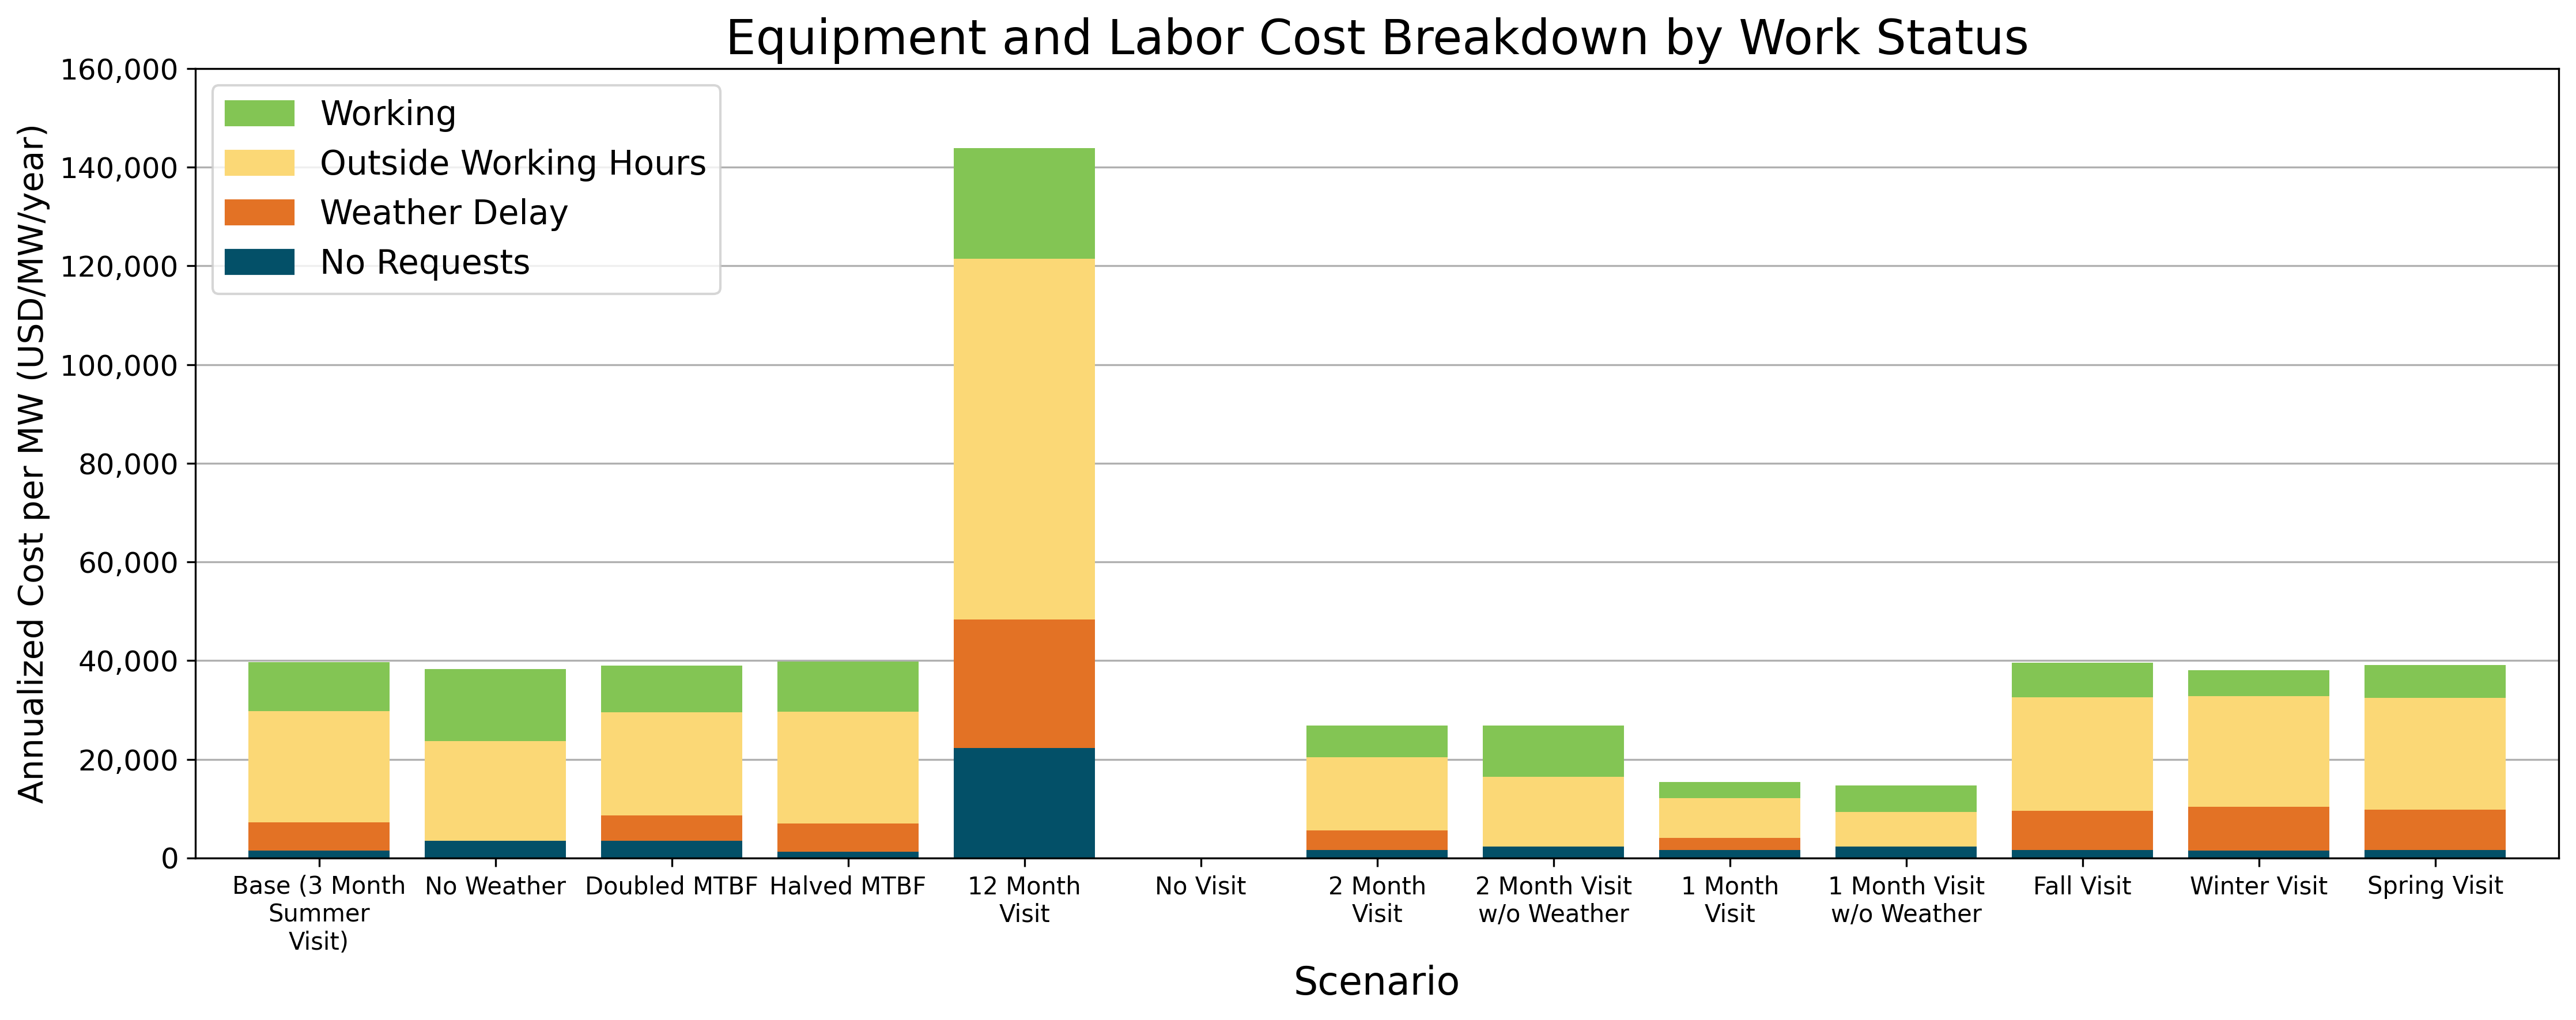 Equipment and Labor Cost Breakdown by Work Status
Annualized Cost per MW (USD/MW/year)
160,000
140,000
120,000
100,000
80,000
60,000
40,000
20,000
0
Working
Outside Working Hours
Weather Delay
No Requests
Base (3 Month
Summer
Visit)
No Weather
Doubled MTBF
Halved MTBF
12 Month
Visit
No Visit
2 Month
Visit
2 Month Visit
w/o Weather
1 Month
Visit
1 Month Visit
w/o Weather
Fall Visit
Winter Visit
Spring Visit
Scenario